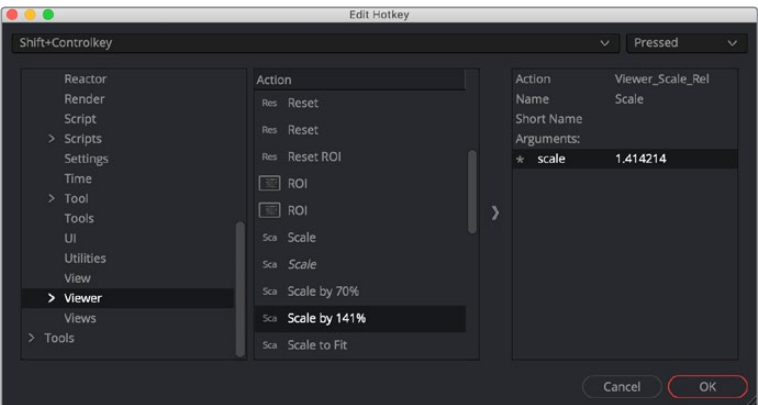 Edit Hotkey
Shift+Controlkey
Pressed
Reactor
Render
Script
> Scripts
Settings
Time
> Tool
Tools
UI
Utilities
View
> Viewer
Views
> Tools
Action
Res Reset
Res Reset
Res Reset ROI
ROI
ROI
Sca Scale
Sca Scale
Sca Scale by 70%
Sca Scale by 141%
Sca Scale to Fit
Action Viewer_Scale_Rel
Name Scale
Short Name
Arguments:
* scale 1.414214
Cancel
OK